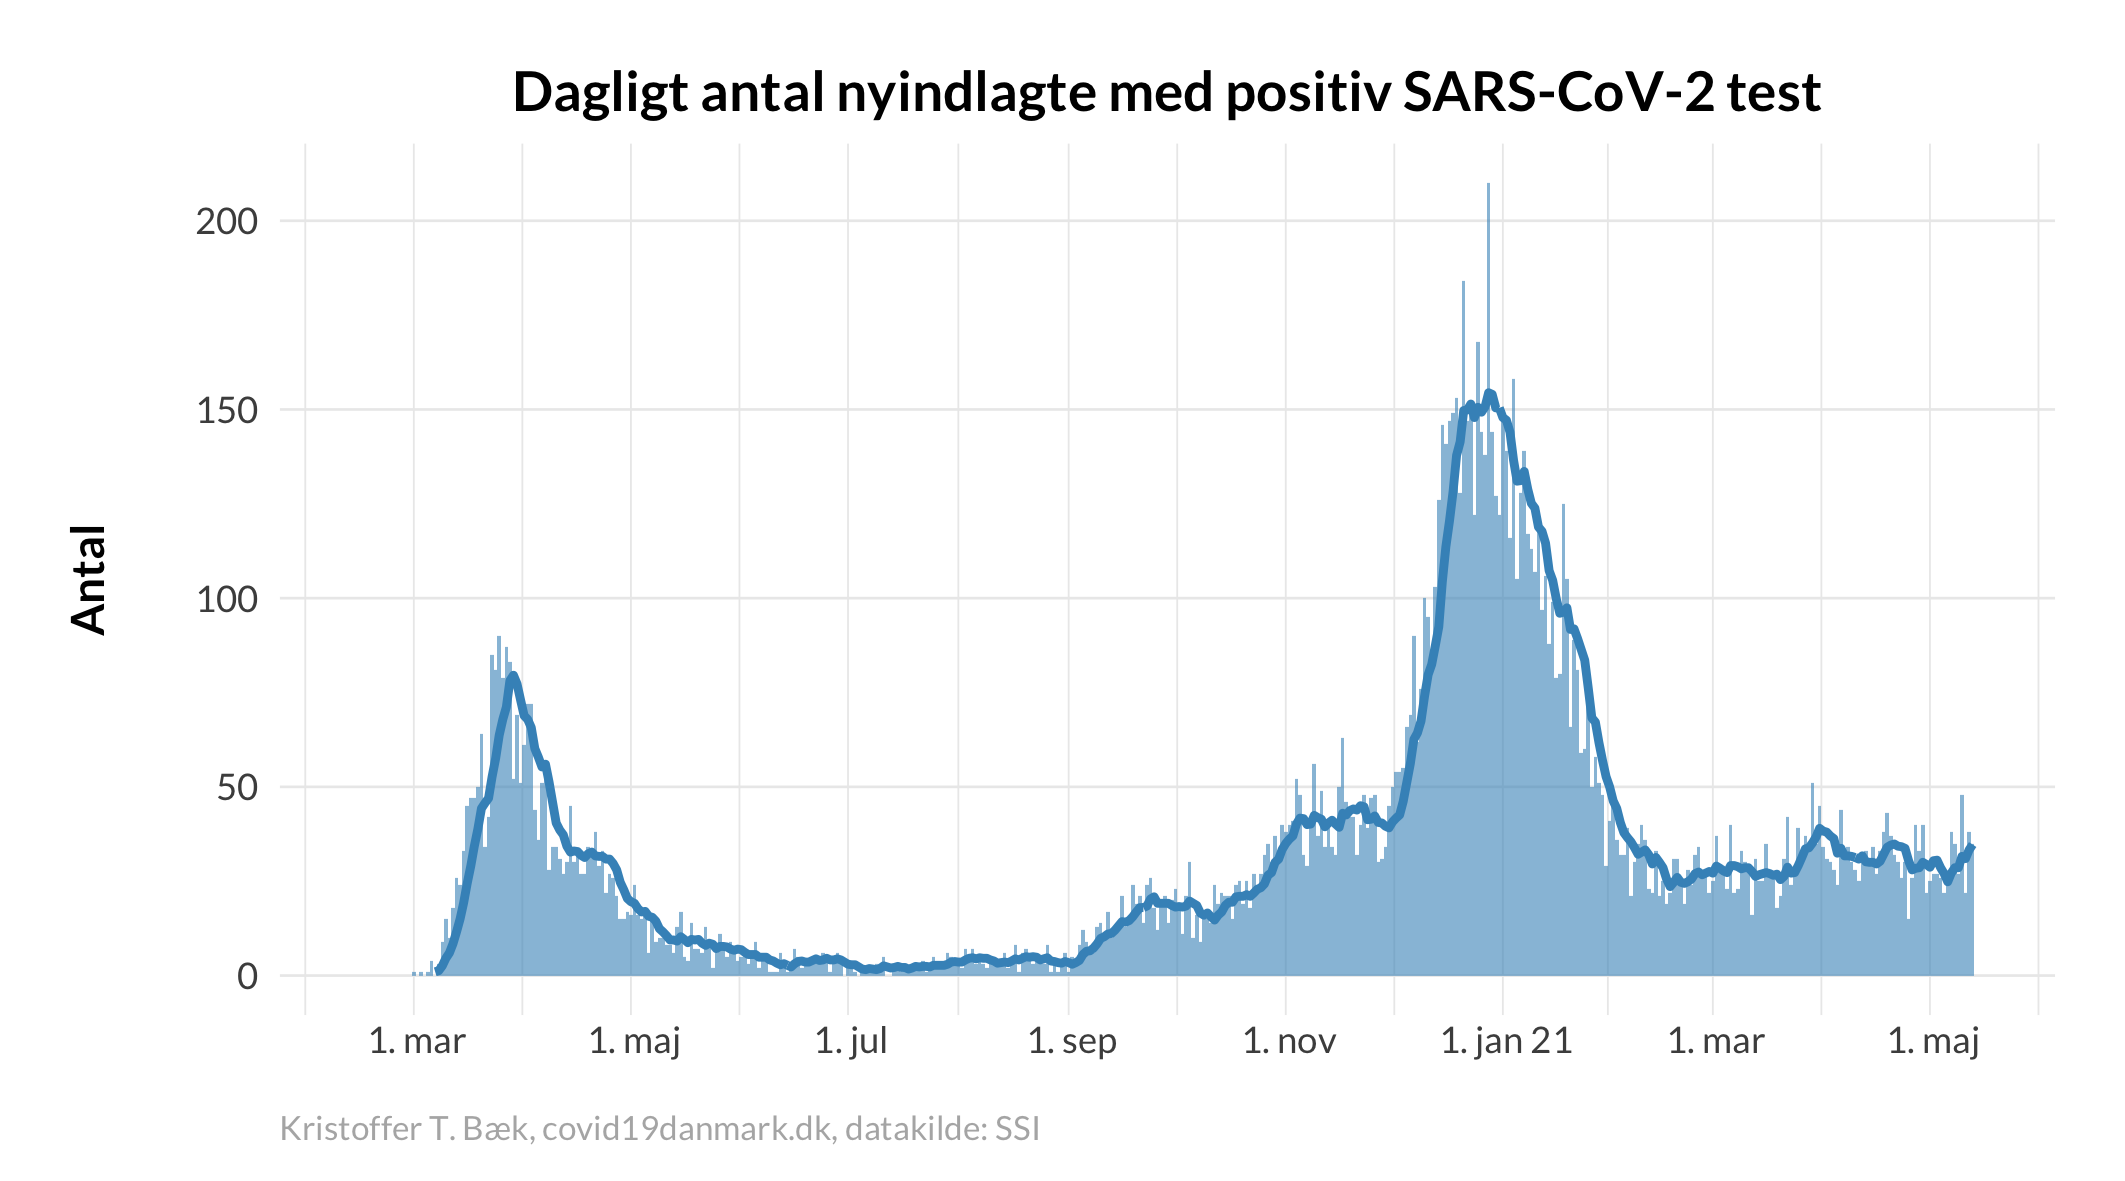 Dagligt antal nyindlagte med positiv SARS-CoV-2 test
Antal
200
150
100
50
0
1. mar 1. maj 1. jul 1. sep 1. nov 1. jan 21 1. mar 1. maj
Kristoffer T. Bæk, covid19danmark.dk, datakilde: SSI